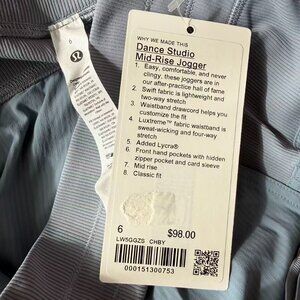 6
WHY WE MADE THIS
Dance Studio
Mid-Rise Jogger
1. Easy, comfortable, and never
clingy, these joggers are in
our after-practice hall of fame
2. Swift fabric is lightweight and
two-way stretch
3. Waistband drawcord helps you
customize the fit
4. Luxtreme™ fabric waistband is
sweat-wicking and four-way
stretch
5. Added Lycra®
6. Front hand pockets with hidden
zipper pocket and card sleeve
7. Mid rise
8. Classic fit
6 $98.00
LW5GGZS CHBY
000151300753